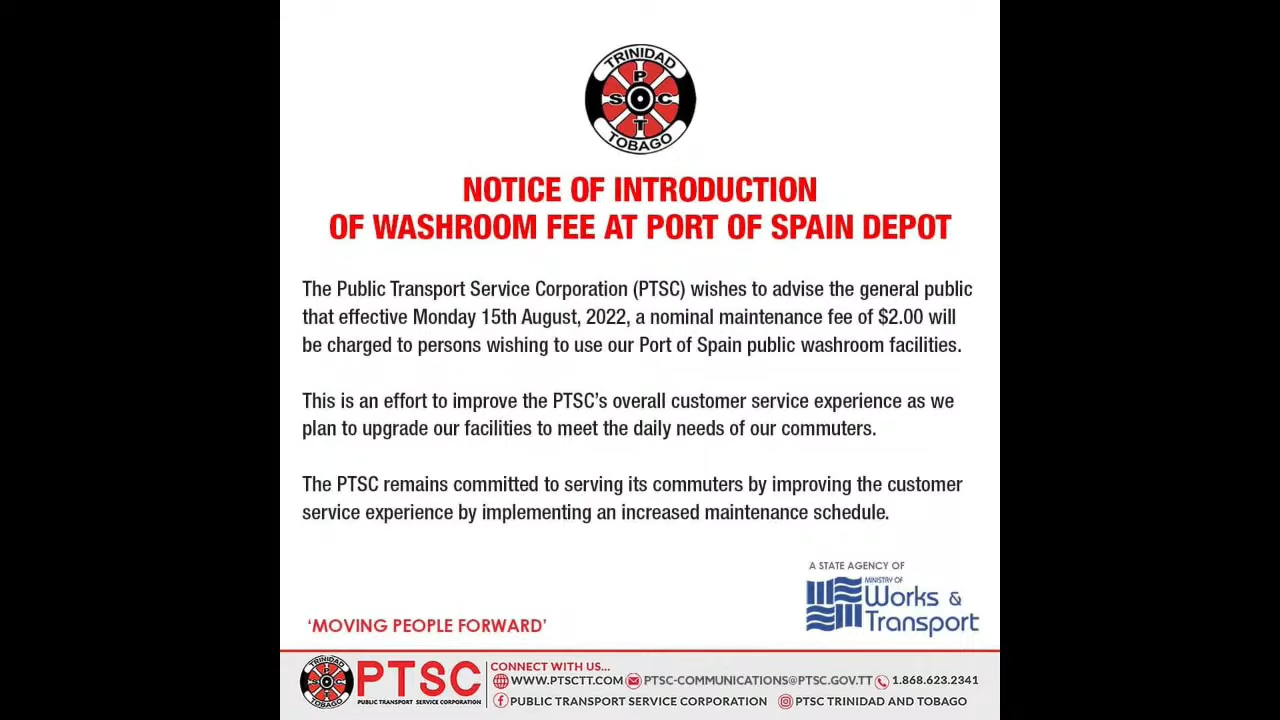 TRINIDAD
P
S C
T
TOBAGO
NOTICE OF INTRODUCTION
OF WASHROOM FEE AT PORT OF SPAIN DEPOT
The Public Transport Service Corporation (PTSC) wishes to advise the general public
that effective Monday 15th August, 2022, a nominal maintenance fee of $2.00 will
be charged to persons wishing to use our Port of Spain public washroom facilities.
This is an effort to improve the PTSC's overall customer service experience as we
plan to upgrade our facilities to meet the daily needs of our commuters.
The PTSC remains committed to serving its commuters by improving the customer
service experience by implementing an increased maintenance schedule.
A STATE AGENCY OF
MINISTRY OF
Works &
Transport
'MOVING PEOPLE FORWARD'
TRINIDAD
P
S C
T
TOBAGO
PTSC
PUBLIC TRANSPORT SERVICE CORPORATION
CONNECT WITH US...
WWW.PTSCTT.COM PTSC-COMMUNICATIONS@PTSC.GOV.TT 1.868.623.2341
PUBLIC TRANSPORT SERVICE CORPORATION PTSC TRINIDAD AND TOBAGO